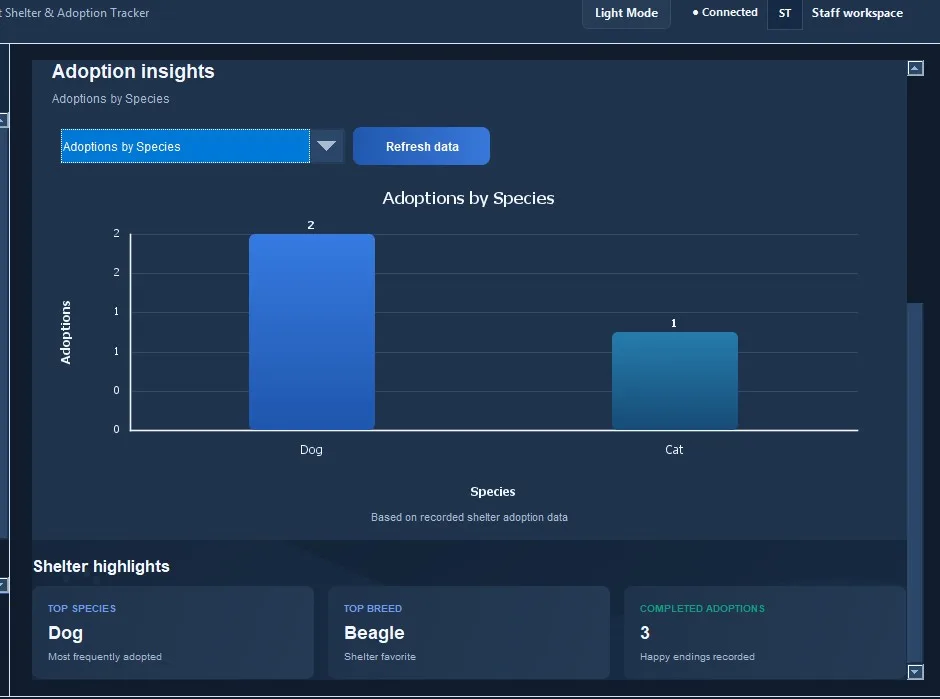 t Shelter & Adoption Tracker
Light Mode
● Connected
ST
Staff workspace
Adoption insights
Adoptions by Species
Adoptions by Species
Refresh data
Adoptions by Species
2
2
2
1
1
1
0
0
Adoptions
Dog
Cat
Species
Based on recorded shelter adoption data
Shelter highlights
TOP SPECIES
Dog
Most frequently adopted
TOP BREED
Beagle
Shelter favorite
COMPLETED ADOPTIONS
3
Happy endings recorded